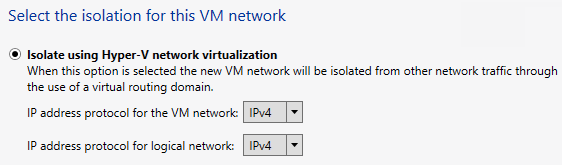 Select the isolation for this VM network
Isolate using Hyper-V network virtualization
When this option is selected the new VM network will be isolated from other network traffic through
the use of a virtual routing domain.
IP address protocol for the VM network: IPv4
IP address protocol for logical network: IPv4